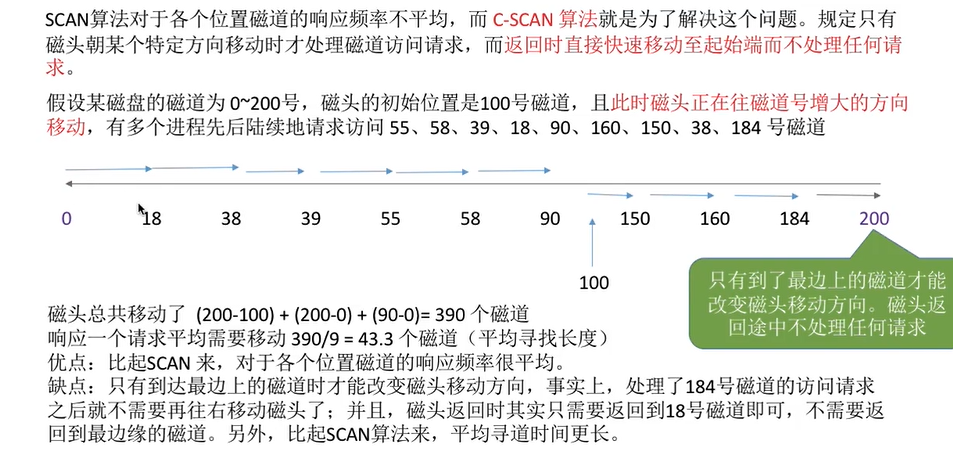 SCAN算法对于各个位置磁道的响应频率不平均，而 C-SCAN 算法就是为了解决这个问题。规定只有
磁头朝某个特定方向移动时才处理磁道访问请求，而返回时直接快速移动至起始端而不处理任何请
求。
假设某磁盘的磁道为 0~200号，磁头的初始位置是100号磁道，且此时磁头正在往磁道号增大的方向
移动，有多个进程先后陆续地请求访问 55、58、39、18、90、160、150、38、184 号磁道
0 18 38 39 55 58 90 150 160 184 200
100
只有到了最边上的磁道才能
改变磁头移动方向。磁头返
回途中不处理任何请求
磁头总共移动了 (200-100) + (200-0) + (90-0)= 390 个磁道
响应一个请求平均需要移动 390/9 = 43.3 个磁道（平均寻找长度）
优点：比起SCAN 来，对于各个位置磁道的响应频率很平均。
缺点：只有到达最边上的磁道时才能改变磁头移动方向，事实上，处理了184号磁道的访问请求
之后就不需要再往右移动磁头了；并且，磁头返回时其实只需要返回到18号磁道即可，不需要返
回到最边缘的磁道。另外，比起SCAN算法来，平均寻道时间更长。